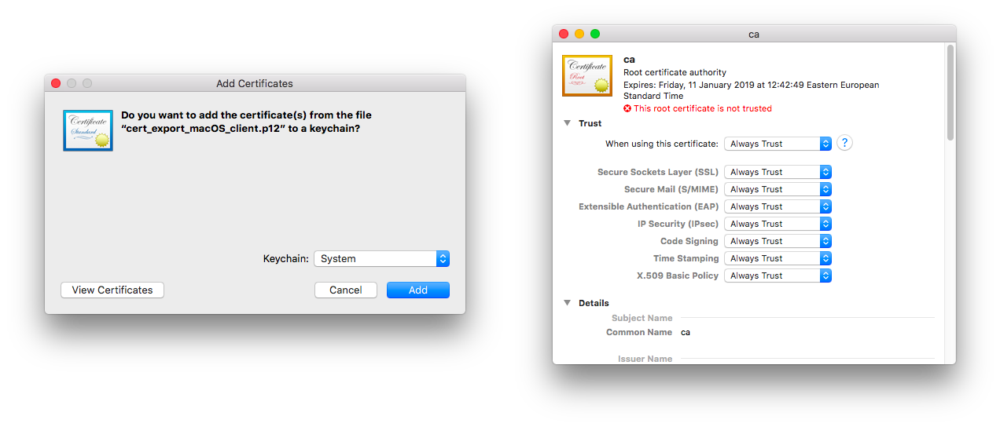 Add Certificates
Certificate
Standard
Do you want to add the certificate(s) from the file
“cert_export_macOS_client.p12” to a keychain?
Keychain: System
View Certificates
Cancel
Add
ca
Certificate
Root
ca
Root certificate authority
Expires: Friday, 11 January 2019 at 12:42:49 Eastern European
Standard Time
This root certificate is not trusted
Trust
When using this certificate: Always Trust ?
Secure Sockets Layer (SSL) Always Trust
Secure Mail (S/MIME) Always Trust
Extensible Authentication (EAP) Always Trust
IP Security (IPsec) Always Trust
Code Signing Always Trust
Time Stamping Always Trust
X.509 Basic Policy Always Trust
Details
Subject Name
Common Name ca
Issuer Name